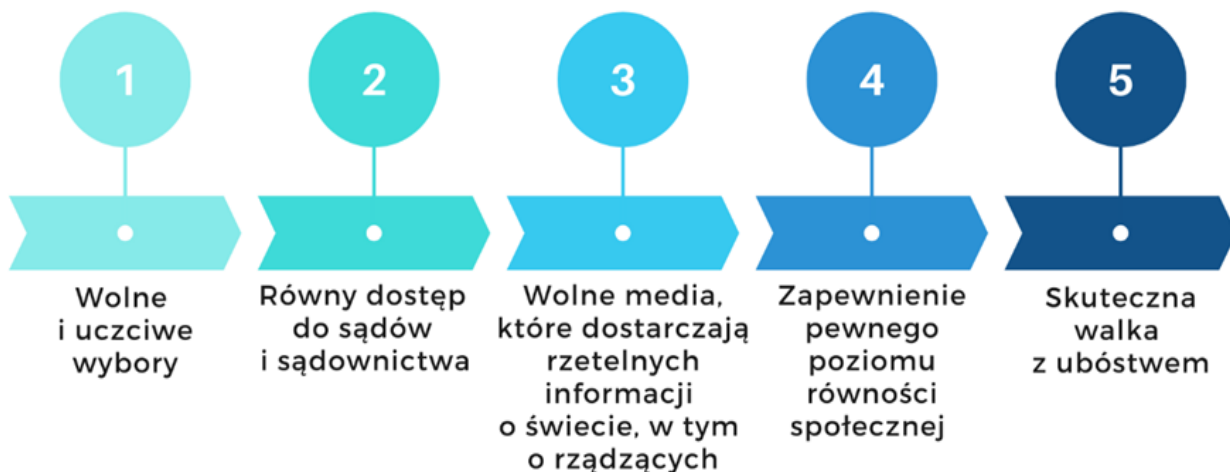 1
Wolne
i uczciwe
wybory
2
Równy dostęp
do sądów
i sądownictwa
3
Wolne media,
które dostarczają
rzetelnych
informacji
o świecie, w tym
o rządzących
4
Zapewnienie
pewnego
poziomu
równości
społecznej
5
Skuteczna
walka
z ubóstwem